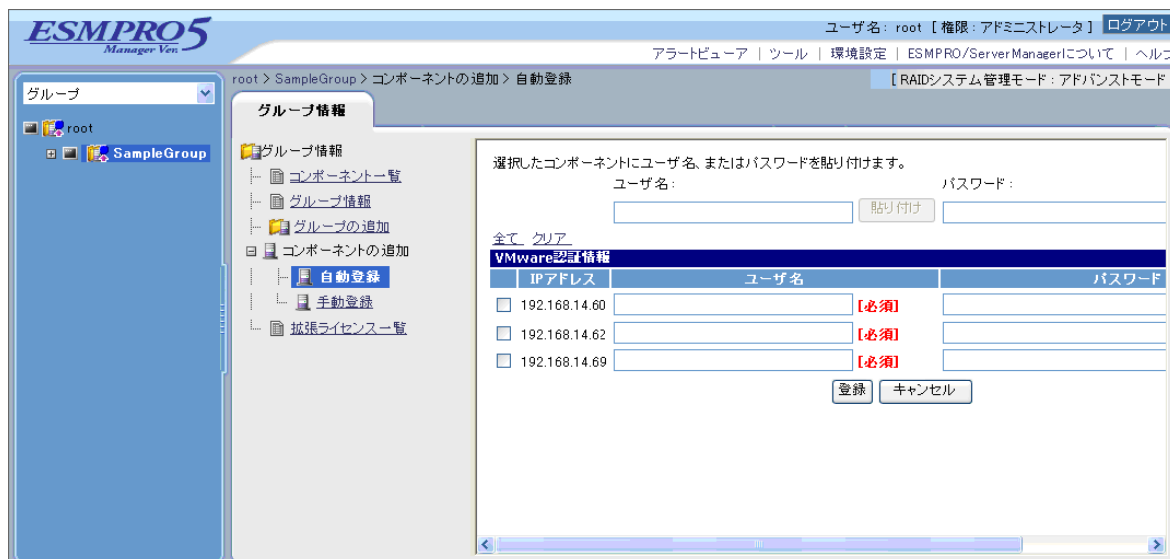 ESMPRO5
Manager Ver.
ユーザ名: root [ 権限 : アドミニストレータ ] ログアウト
アラートビューア | ツール | 環境設定 | ESMPRO/ServerManagerについて |
root > SampleGroup > コンポーネントの追加 > 自動登録
[ RAIDシステム管理モード : アドバンストモード
グループ
root
SampleGroup
グループ情報
グループ情報
コンポーネント一覧
グループ情報
グループの追加
コンポーネントの追加
自動登録
手動登録
拡張ライセンス一覧
選択したコンポーネントにユーザ名、またはパスワードを貼り付けます。
ユーザ名: パスワード :
貼り付け
全て クリア
VMware認証情報
IPアドレス ユーザ名 パスワード
192.168.14.60 [必須]
192.168.14.62 [必須]
192.168.14.69 [必須]
登録 キャンセル